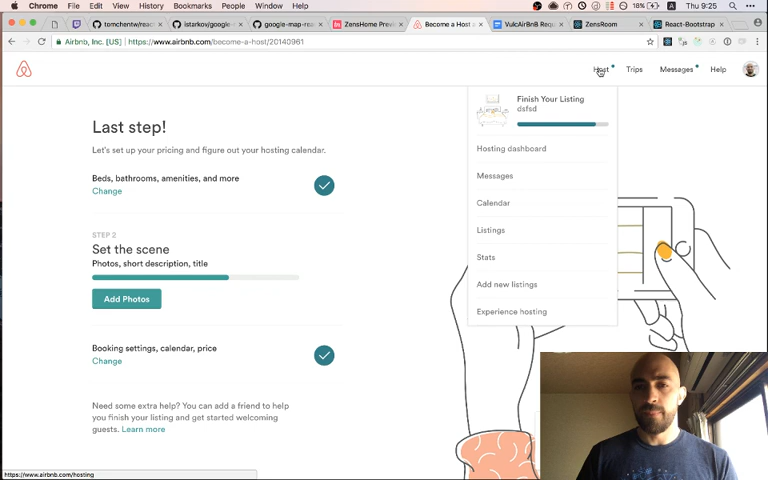 Chrome File Edit View History Bookmarks People Window Help
18% Thu 9:25
tomchentw/reac
istarkov/google-
google-map-rea
ZensHome Previ
Become a Host a
VulcAirBnB Requ
ZensRoom
React-Bootstrap
Airbnb, Inc. [US] https://www.airbnb.com/become-a-host/20140961
Host Trips Messages Help
Last step!
Let's set up your pricing and figure out your hosting calendar.
Beds, bathrooms, amenities, and more
Change
STEP 2
Set the scene
Photos, short description, title
Add Photos
Booking settings, calendar, price
Change
Need some extra help? You can add a friend to help
you finish your listing and get started welcoming
guests. Learn more
Finish Your Listing
dsfsd
Hosting dashboard
Messages
Calendar
Listings
Stats
Add new listings
Experience hosting
https://www.airbnb.com/hosting